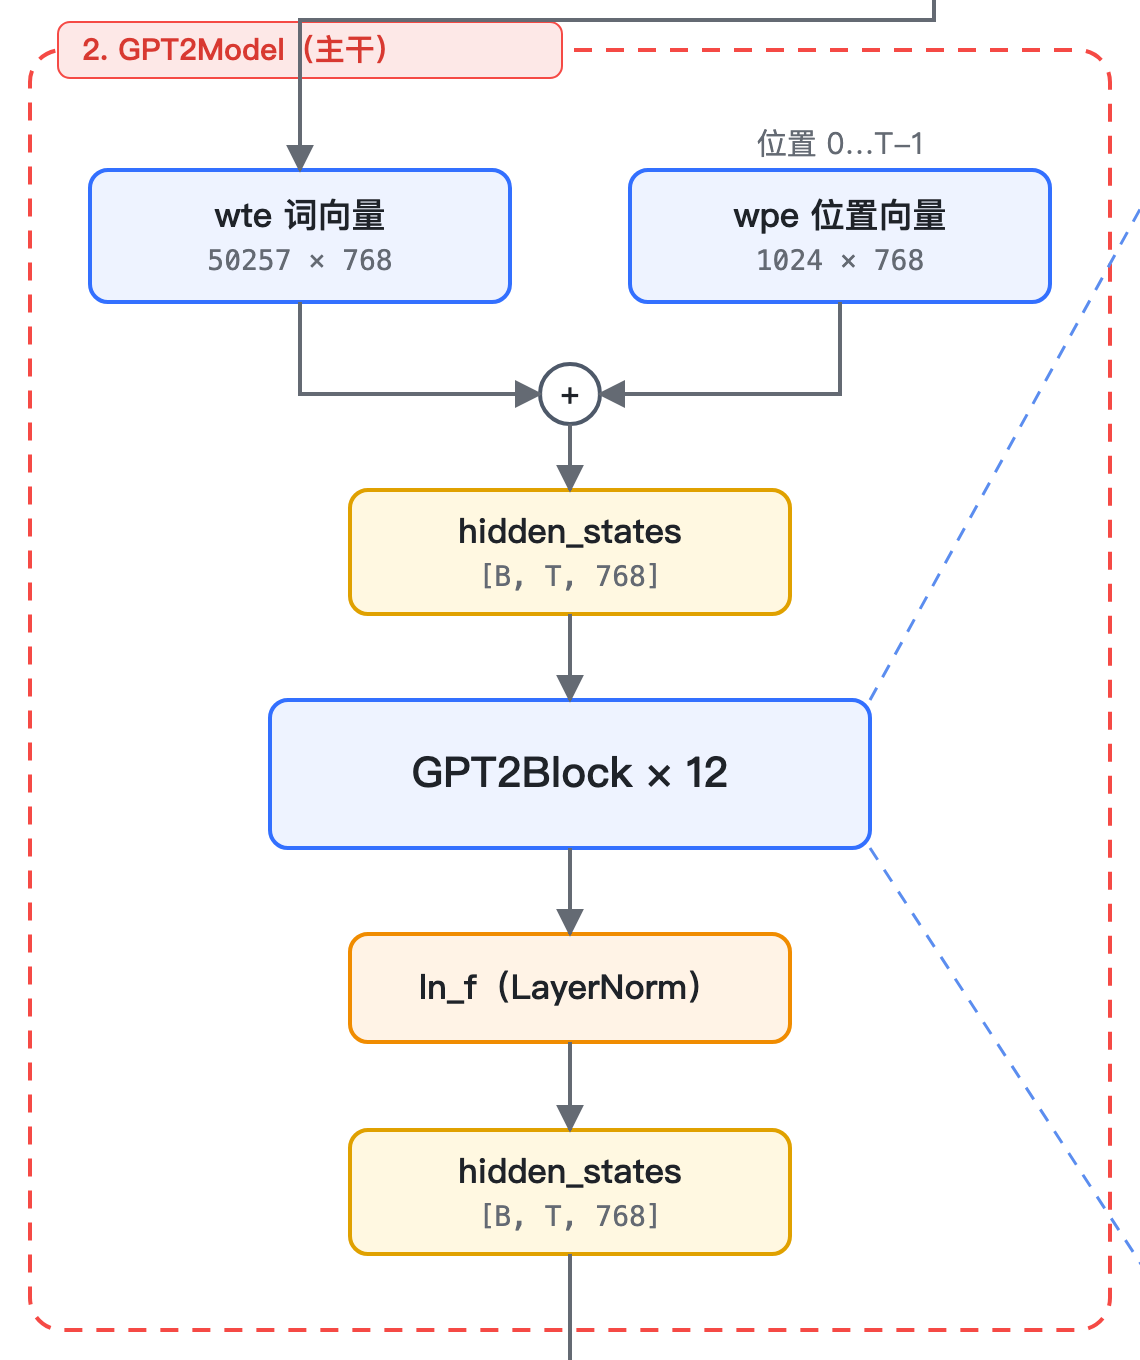 2. GPT2Model（主干）
位置 0…T–1
wte 词向量
50257 × 768
wpe 位置向量
1024 × 768
+
hidden_states
[B, T, 768]
GPT2Block × 12
ln_f（LayerNorm）
hidden_states
[B, T, 768]